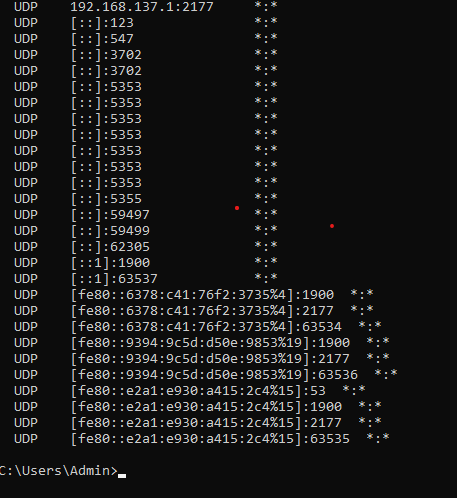 UDP 192.168.137.1:2177 *:*
UDP [::]:123 *:*
UDP [::]:547 *:*
UDP [::]:3702 *:*
UDP [::]:3702 *:*
UDP [::]:5353 *:*
UDP [::]:5353 *:*
UDP [::]:5353 *:*
UDP [::]:5353 *:*
UDP [::]:5353 *:*
UDP [::]:5353 *:*
UDP [::]:5353 *:*
UDP [::]:5355 *:*
UDP [::]:59497 *:*
UDP [::]:59499 *:*
UDP [::]:62305 *:*
UDP [::1]:1900 *:*
UDP [::1]:63537 *:*
UDP [fe80::6378:c41:76f2:3735%4]:1900 *:*
UDP [fe80::6378:c41:76f2:3735%4]:2177 *:*
UDP [fe80::6378:c41:76f2:3735%4]:63534 *:*
UDP [fe80::9394:9c5d:d50e:9853%19]:1900 *:*
UDP [fe80::9394:9c5d:d50e:9853%19]:2177 *:*
UDP [fe80::9394:9c5d:d50e:9853%19]:63536 *:*
UDP [fe80::e2a1:e930:a415:2c4%15]:53 *:*
UDP [fe80::e2a1:e930:a415:2c4%15]:1900 *:*
UDP [fe80::e2a1:e930:a415:2c4%15]:2177 *:*
UDP [fe80::e2a1:e930:a415:2c4%15]:63535 *:*
C:\Users\Admin>